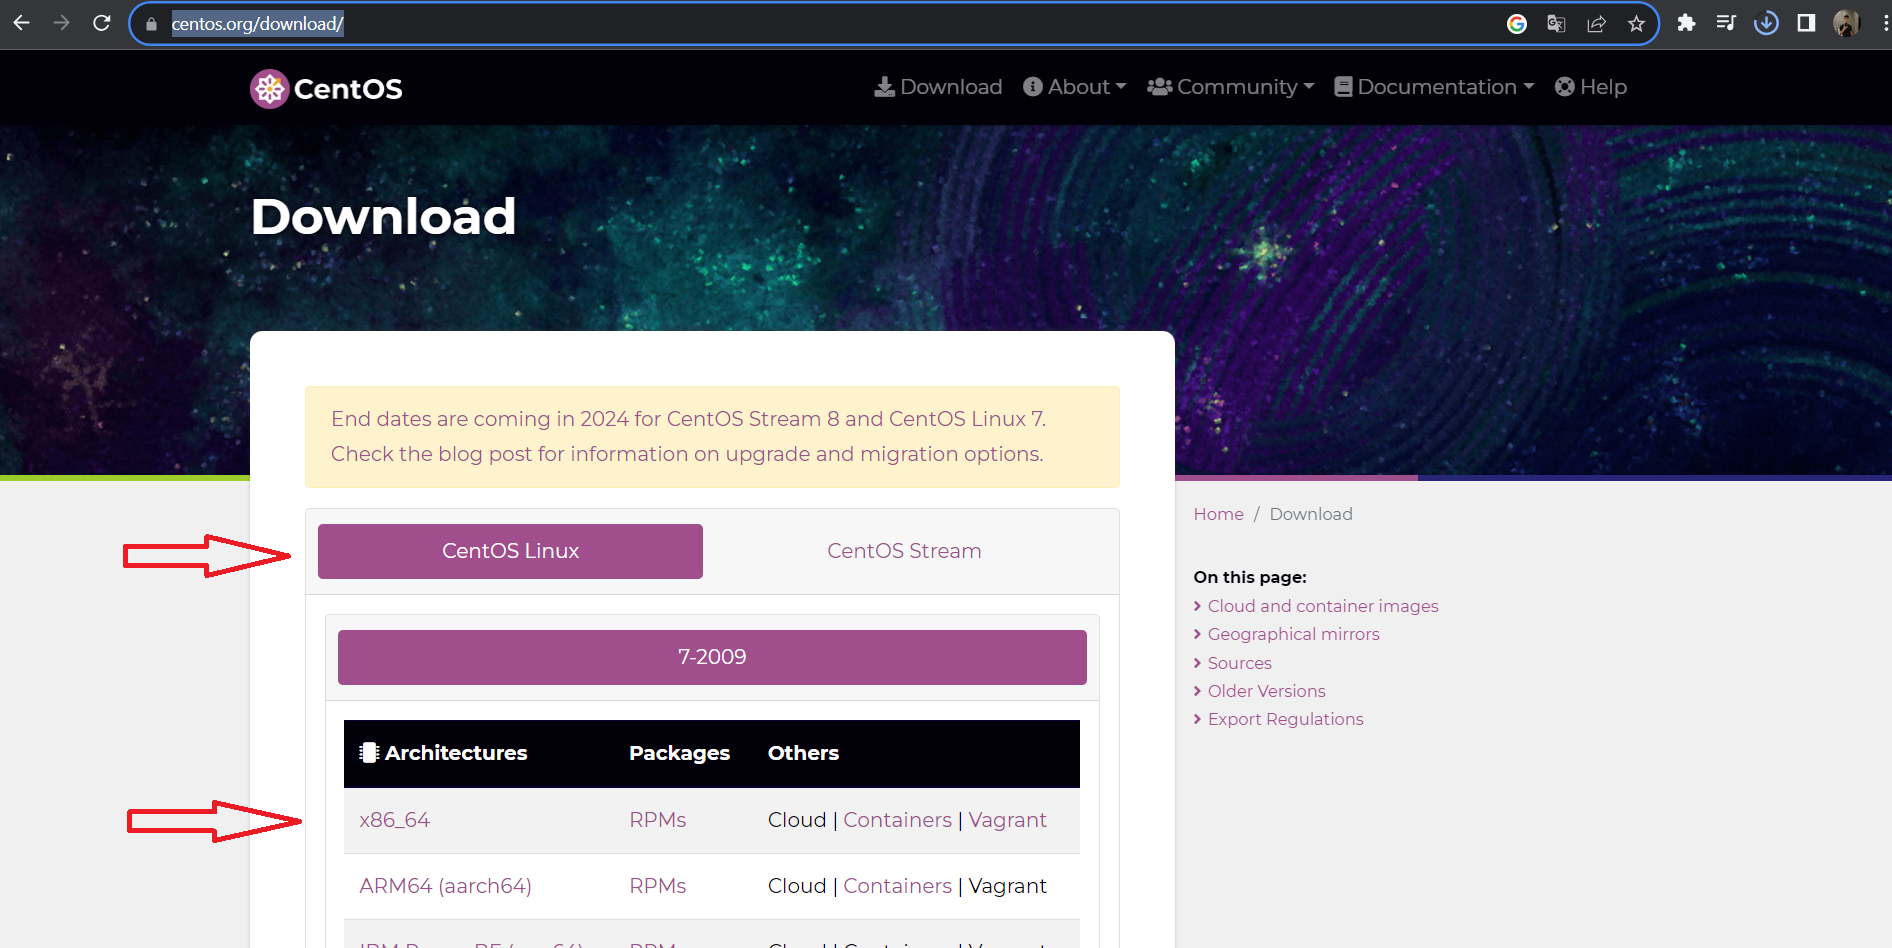 centos.org/download/
CentOS
Download
About
Community
Documentation
Help
Download
End dates are coming in 2024 for CentOS Stream 8 and CentOS Linux 7.
Check the blog post for information on upgrade and migration options.
CentOS Linux
CentOS Stream
7-2009
Architectures Packages Others
x86_64 RPMs Cloud | Containers | Vagrant
ARM64 (aarch64) RPMs Cloud | Containers | Vagrant
Home / Download
On this page:
Cloud and container images
Geographical mirrors
Sources
Older Versions
Export Regulations